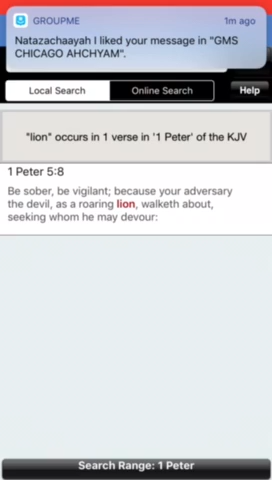 GROUPME
1m ago
Natazachaayah I liked your message in "GMS
CHICAGO AHCHYAM".
Local Search
Online Search
Help
"lion" occurs in 1 verse in '1 Peter' of the KJV
1 Peter 5:8
Be sober, be vigilant; because your adversary
the devil, as a roaring lion, walketh about,
seeking whom he may devour:
Search Range: 1 Peter